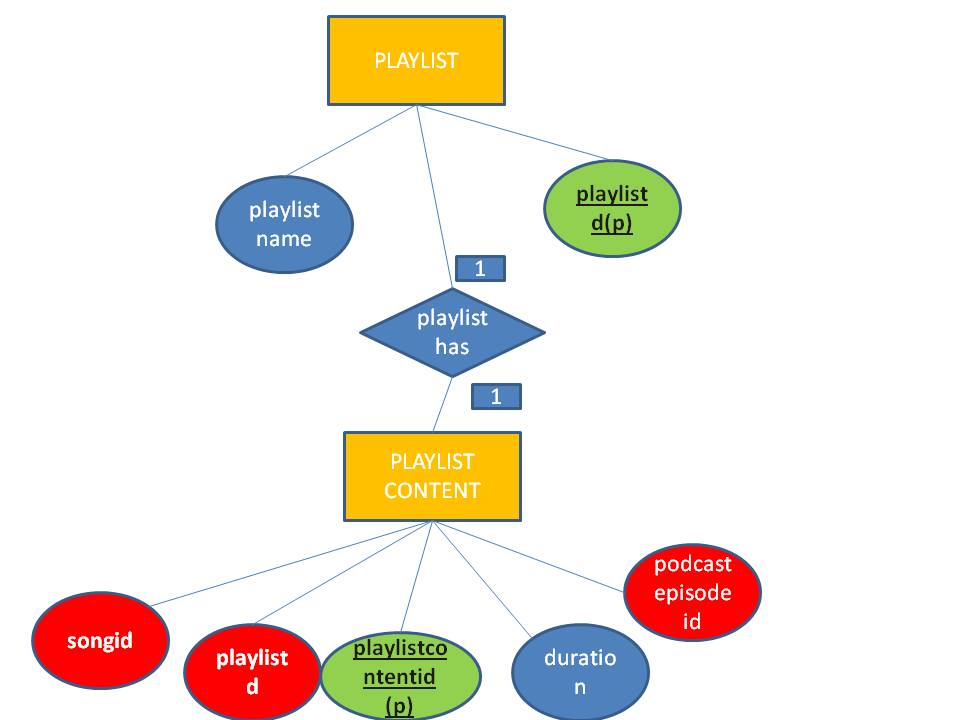 PLAYLIST
playlist
name
playlist
d(p)
1
playlist
has
1
PLAYLIST
CONTENT
podcast
episode
id
songid
playlist
d
playlistco
ntentid
(p)
duratio
n